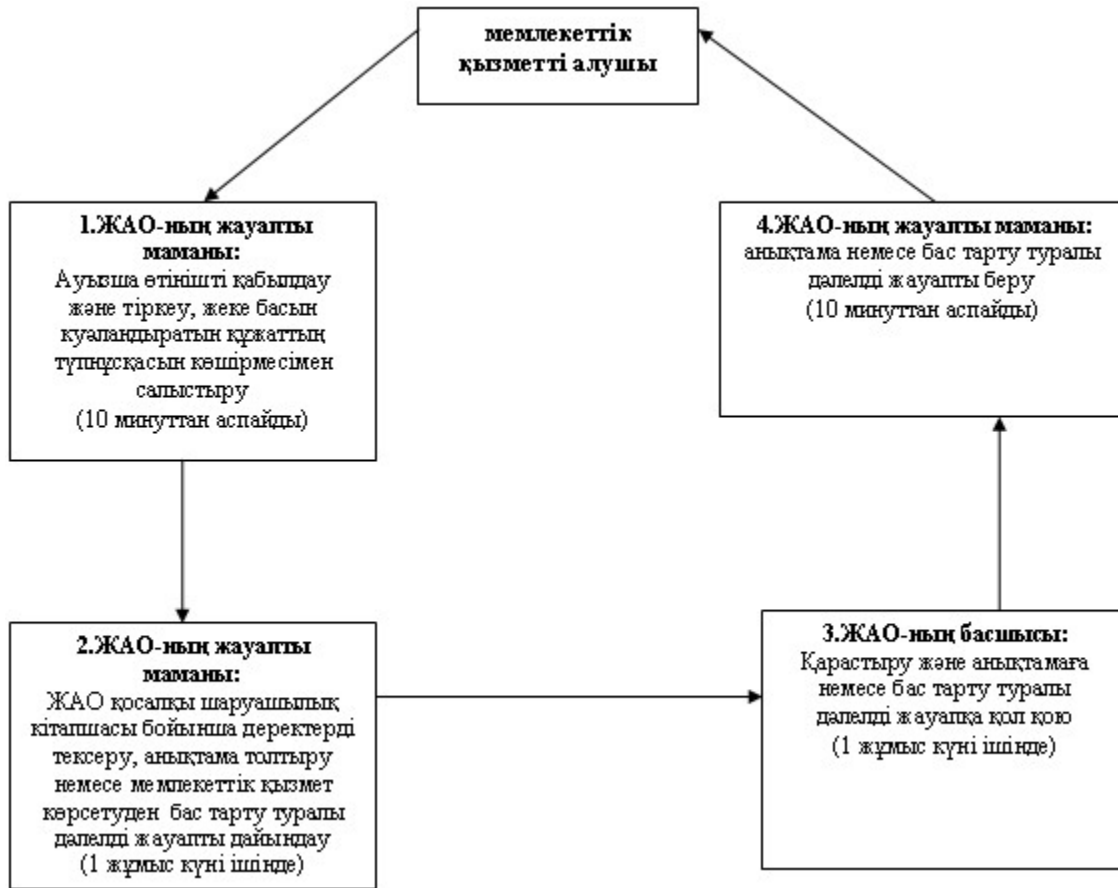 мемлекеттік
қызметті алушы
1.ЖАО-ның жауапты
маманы:
Ауызша өтінішті қабылдау
және тіркеу, жеке басын
куәландыратын құжаттың
түпнұсқасын көшірмесімен
салыстыру
(10 минуттан аспайды)
4.ЖАО-ның жауапты маманы:
анықтама немесе бас тарту туралы
дәлелді жауапты беру
(10 минуттан аспайды)
2.ЖАО-ның жауапты
маманы:
ЖАО қосалқы шаруашылық
кітапшасы бойынша деректерді
тексеру, анықтама толтыру
немесе мемлекеттік қызмет
көрсетуден бас тарту туралы
дәлелді жауапты дайындау
(1 жұмыс күні ішінде)
3.ЖАО-ның басшысы:
Қарастыру және анықтамаға
немесе бас тарту туралы
дәлелді жауапқа қол қою
(1 жұмыс күні ішінде)